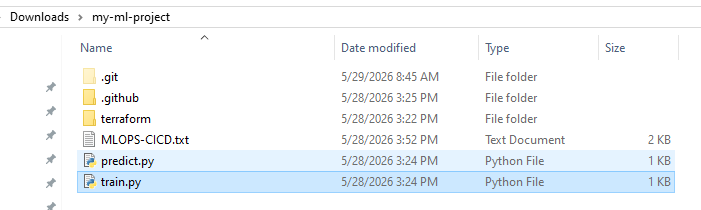 Downloads > my-ml-project
Name Date modified Type Size
.git 5/29/2026 8:45 AM File folder
.github 5/28/2026 3:25 PM File folder
terraform 5/28/2026 3:22 PM File folder
MLOPS-CICD.txt 5/28/2026 3:52 PM Text Document 2 KB
predict.py 5/28/2026 3:24 PM Python File 1 KB
train.py 5/28/2026 3:24 PM Python File 1 KB